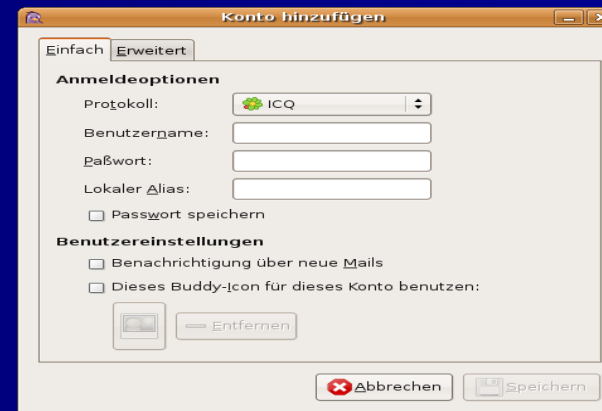 Konto hinzufügen
Einfach Erweitert
Anmeldeoptionen
Protokoll: ICQ
Benutzername:
Paßwort:
Lokaler Alias:
Passwort speichern
Benutzereinstellungen
Benachrichtigung über neue Mails
Dieses Buddy-Icon für dieses Konto benutzen:
Entfernen
Abbrechen Speichern